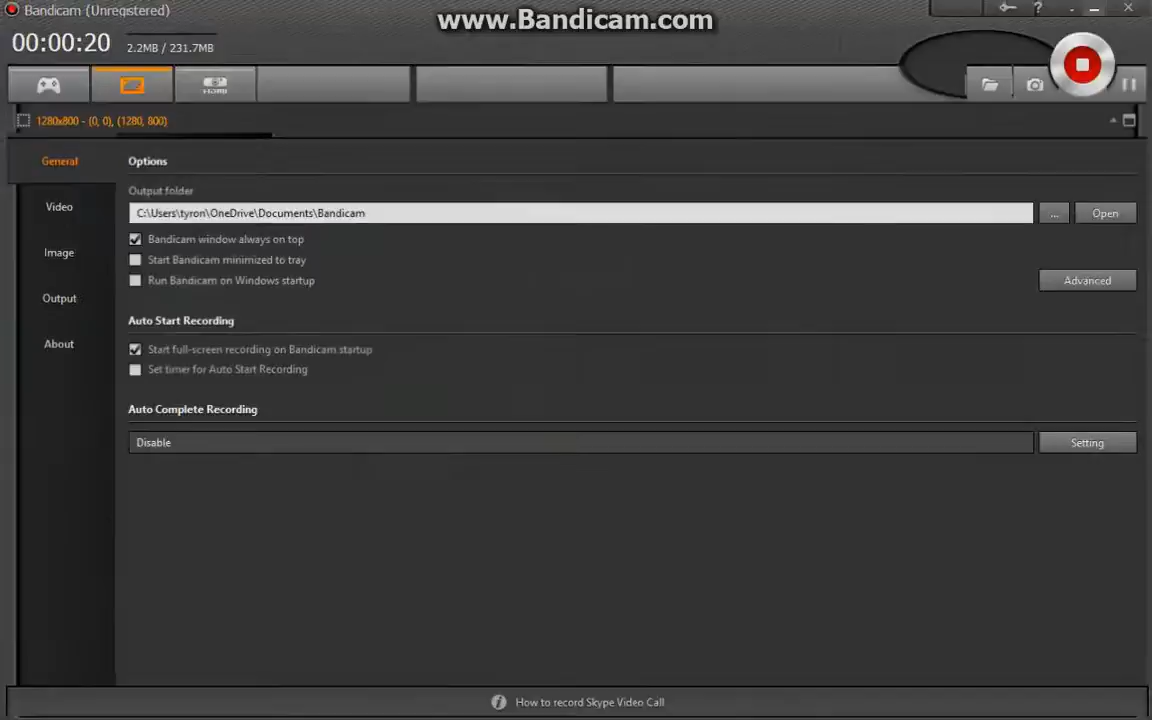 Bandicam (Unregistered)
www.Bandicam.com
00:00:20 2.2MB / 231.7MB
HDMI
1280x800 - (0, 0), (1280, 800)
General
Video
Image
Output
About
Options
Output folder
C:\Users\tyron\OneDrive\Documents\Bandicam
...
Open
Bandicam window always on top
Start Bandicam minimized to tray
Run Bandicam on Windows startup
Advanced
Auto Start Recording
Start full-screen recording on Bandicam startup
Set timer for Auto Start Recording
Auto Complete Recording
Disable
Setting
How to record Skype Video Call